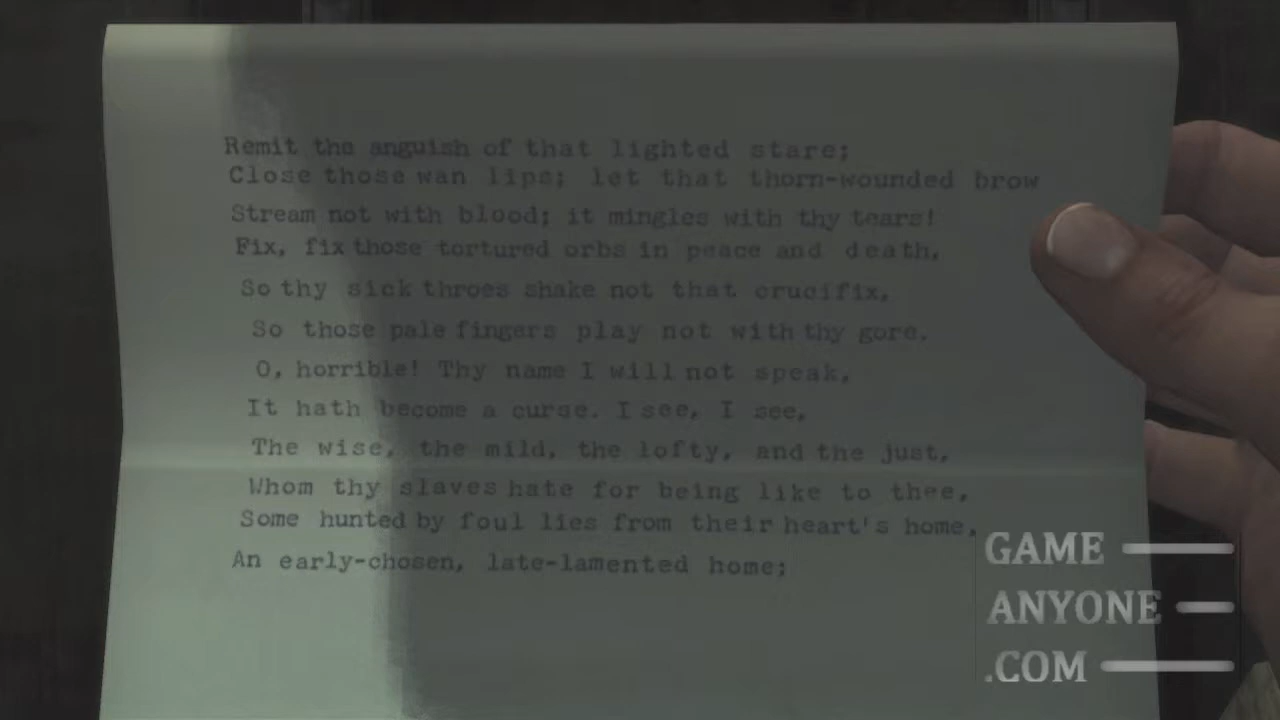 Remit the anguish of that lighted stare;
Close those wan lips; let that thorn-wounded brow
Stream not with blood; it mingles with thy tears!
Fix, fix those tortured orbs in peace and death,
So thy sick throes shake not that crucifix,
So those pale fingers play not with thy gore.
O, horrible! Thy name I will not speak,
It hath become a curse. I see, I see,
The wise, the mild, the lofty, and the just,
Whom thy slaves hate for being like to thee,
Some hunted by foul lies from their heart's home,
An early-chosen, late-lamented home;
GAME
ANYONE
.COM